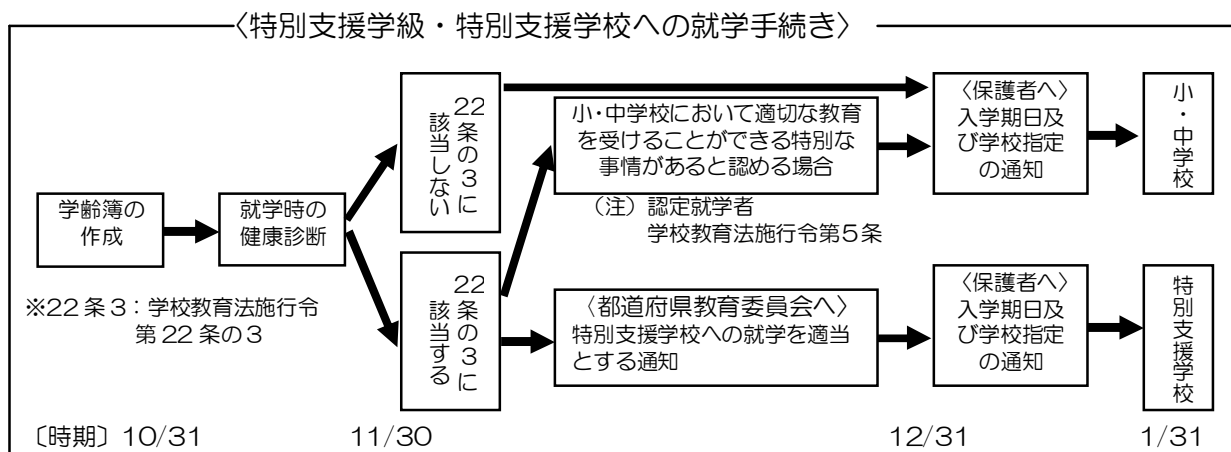 〈特別支援学級・特別支援学校への就学手続き〉
学齢簿の
作成
就学時の
健康診断
※22条3：学校教育法施行令
第22条の3
22条の3に
該当しない
22条の3に
該当する
小・中学校において適切な教育
を受けることができる特別な
事情があると認める場合
（注）認定就学者
学校教育法施行令第5条
〈都道府県教育委員会へ〉
特別支援学校への就学を適当
とする通知
〈保護者へ〉
入学期日及
び学校指定
の通知
小・中学校
〈保護者へ〉
入学期日及
び学校指定
の通知
特別支援学校
〔時期〕10/31 11/30 12/31 1/31